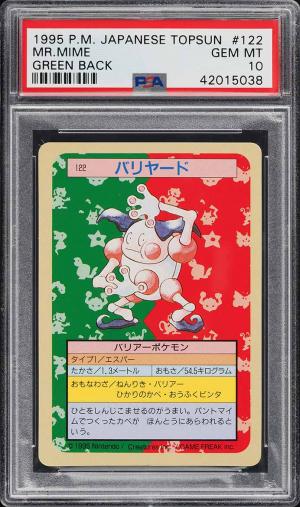 1995 P.M. JAPANESE TOPSUN #122
MR.MIME GEM MT
GREEN BACK 10
PSA 42015038
122 バリヤード
バリアーポケモン
タイプ1/エスパー
たかさ/1.3メートル おもさ/54.5キログラム
おもなわざ/ねんりき・バリアー
ひかりのかべ・おうふくビンタ
ひとをしんじこませるのがうまい。パントマイ
ムでつくったカベが ほんとうにあらわれると
いう。
© 1995 Nintendo / Creatures inc. / GAME FREAK inc.